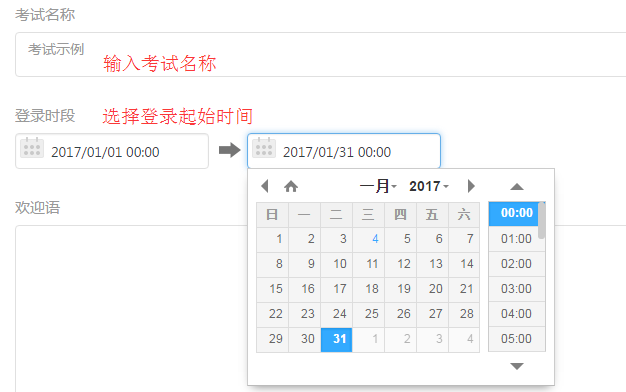 考试名称
考试示例
输入考试名称
登录时段 选择登录起始时间
2017/01/01 00:00 2017/01/31 00:00
欢迎语
一月 2017
日 一 二 三 四 五 六
1 2 3 4 5 6 7
8 9 10 11 12 13 14
15 16 17 18 19 20 21
22 23 24 25 26 27 28
29 30 31 1 2 3 4
00:00
01:00
02:00
03:00
04:00
05:00